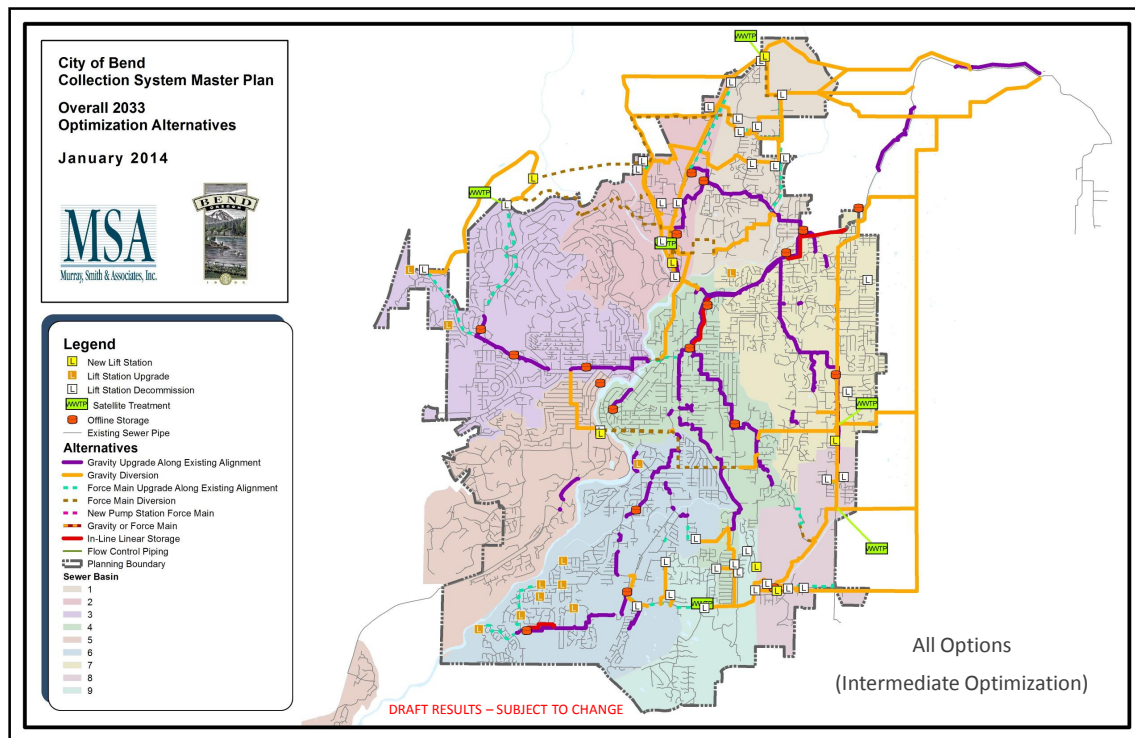 City of Bend
Collection System Master Plan
Overall 2033
Optimization Alternatives
January 2014
MSA
Murray, Smith & Associates, Inc.
BEND
OREGON
Legend
L New Lift Station
L Lift Station Upgrade
L Lift Station Decommission
WWTP Satellite Treatment
Offline Storage
Existing Sewer Pipe
Alternatives
Gravity Upgrade Along Existing Alignment
Gravity Diversion
Force Main Upgrade Along Existing Alignment
Force Main Diversion
New Pump Station Force Main
Gravity or Force Main
In-Line Linear Storage
Flow Control Piping
Planning Boundary
Sewer Basin
1
2
3
4
5
6
7
8
9
WWTP
WWTP
WWTP
WWTP
WWTP
WWTP
All Options
(Intermediate Optimization)
DRAFT RESULTS – SUBJECT TO CHANGE